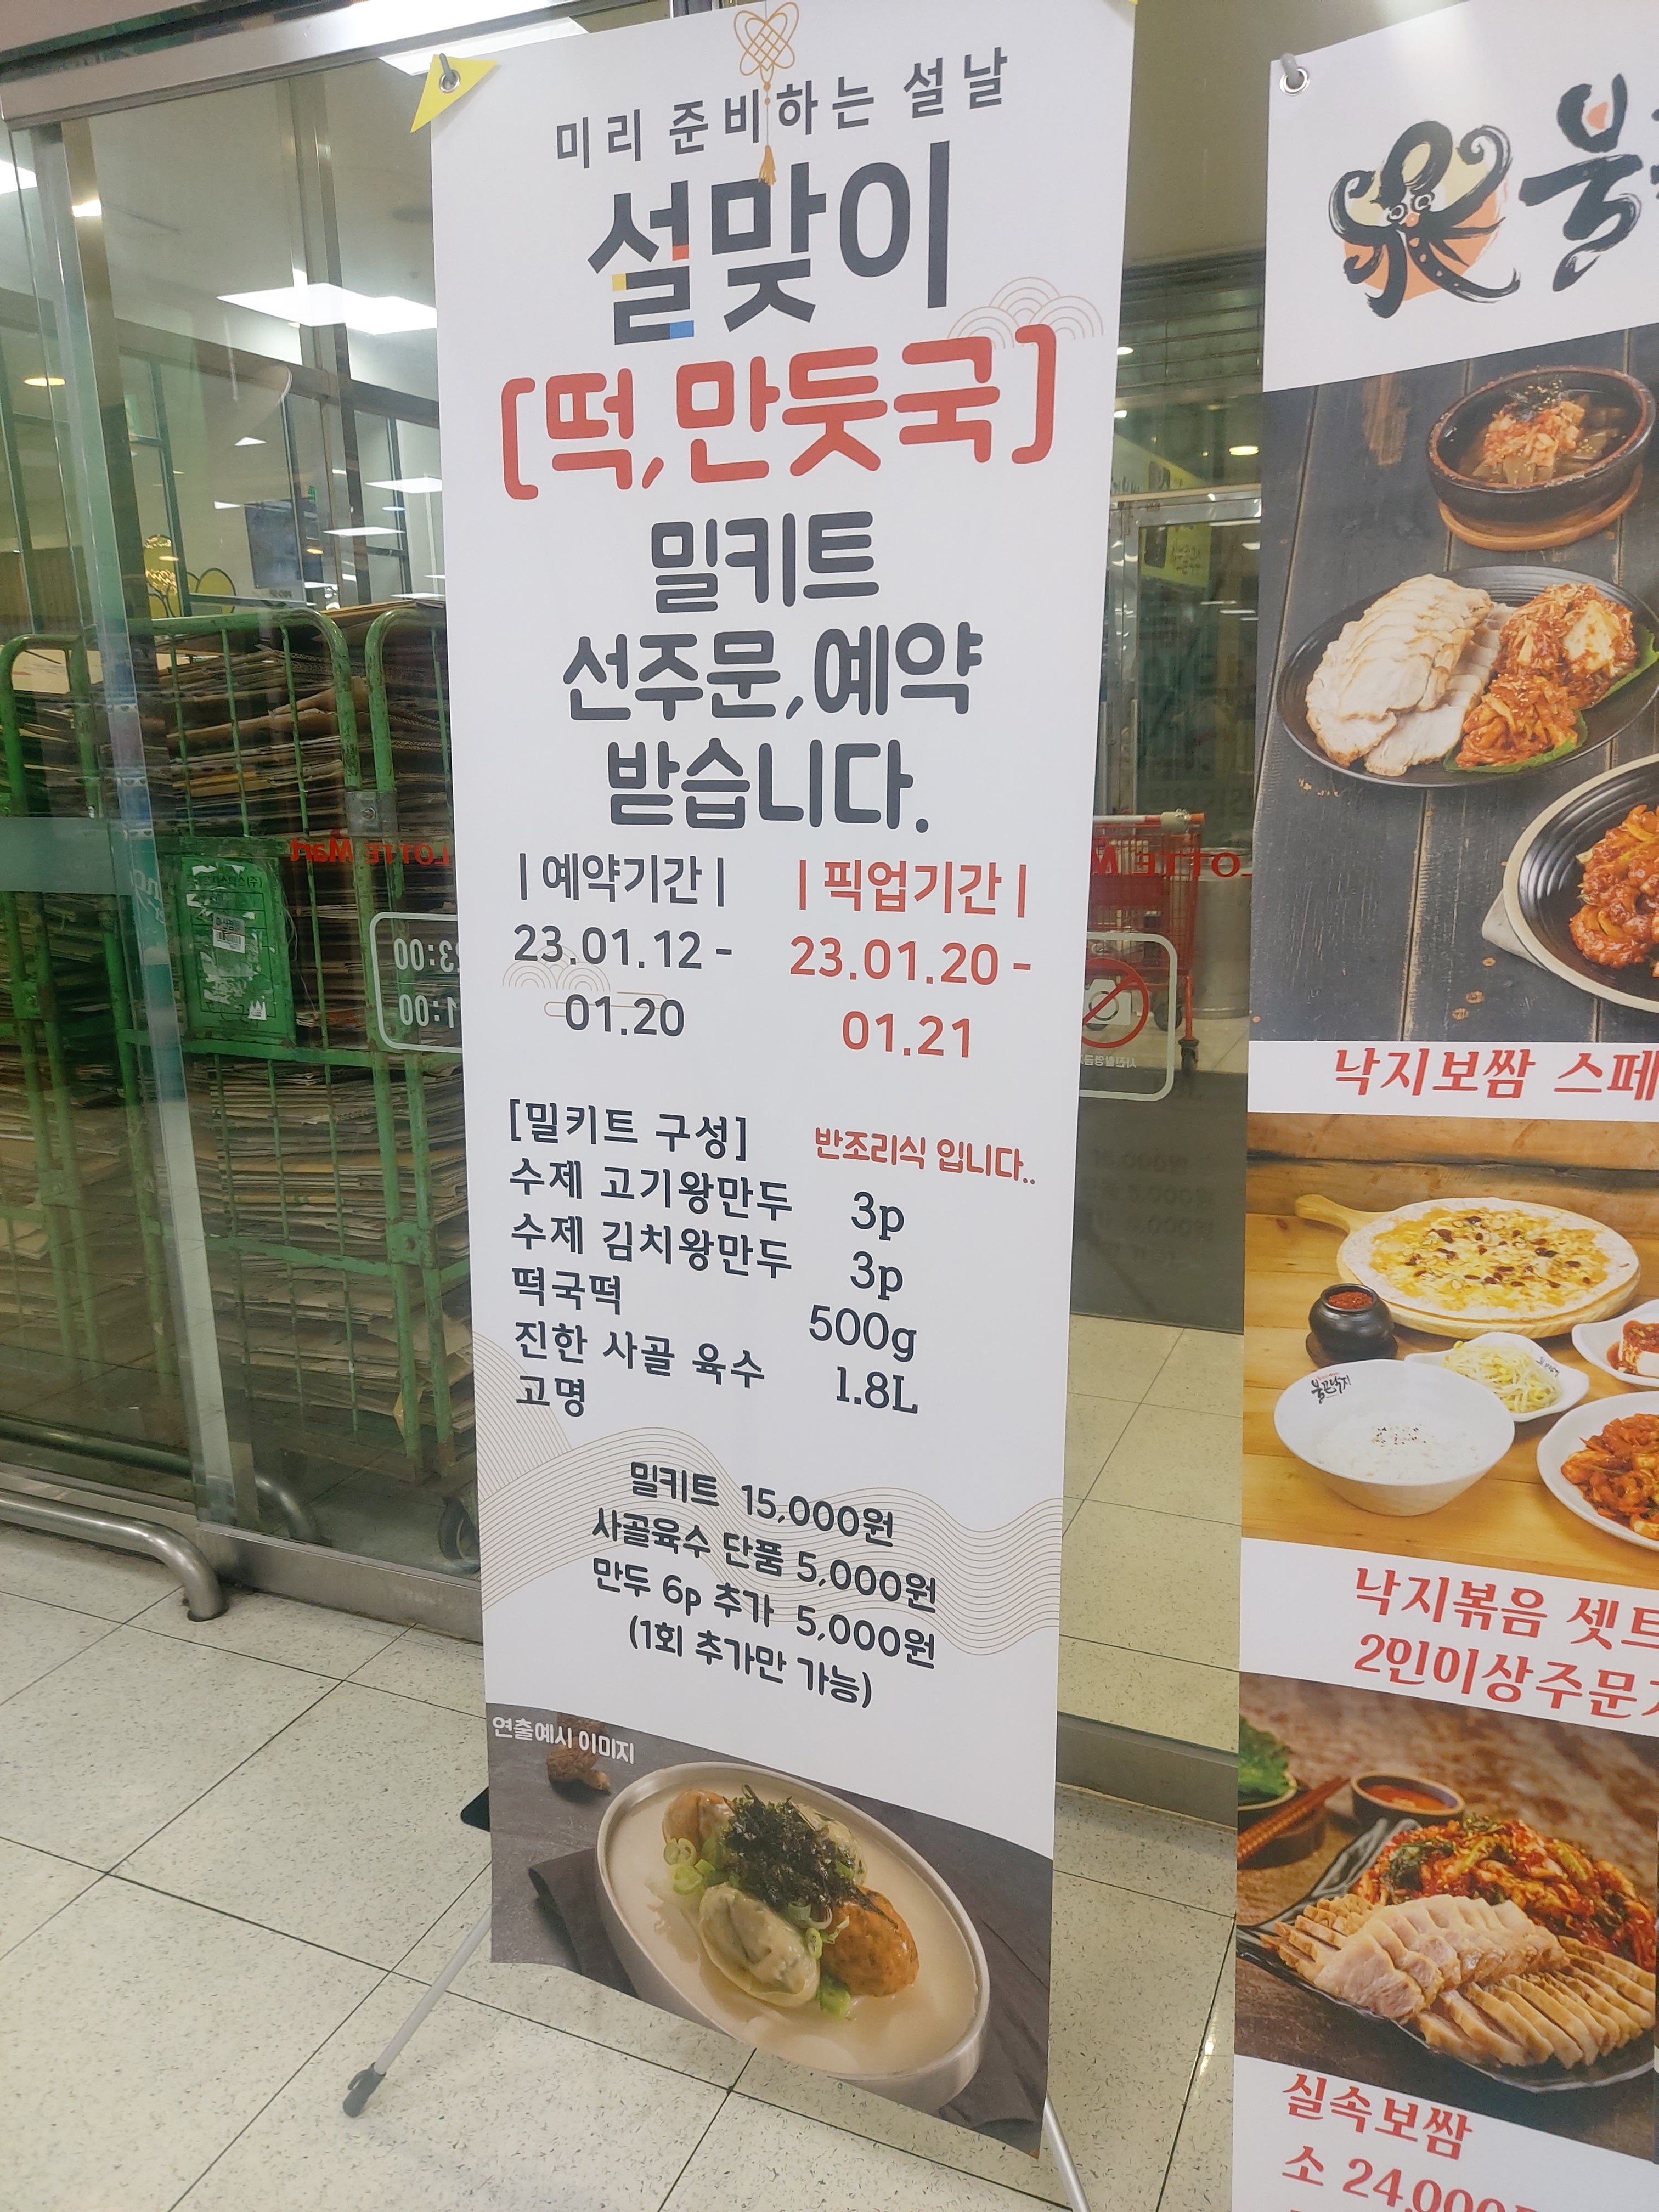 미리 준비하는 설날
설맞이
[떡,만둣국]
밀키트
선주문,예약
받습니다.
| 예약기간 |
23.01.12 -
01.20
| 픽업기간 |
23.01.20 -
01.21
[밀키트 구성]
반조리식 입니다..
수제 고기왕만두 3p
수제 김치왕만두 3p
떡국떡 500g
진한 사골 육수 1.8L
고명
밀키트 15,000원
사골육수 단품 5,000원
만두 6p 추가 5,000원
(1회 추가만 가능)
연출예시 이미지
낙지보쌈 스페
낙지볶음 셋트
2인이상주문
실속보쌈
소 24,000
LOTTE Mart